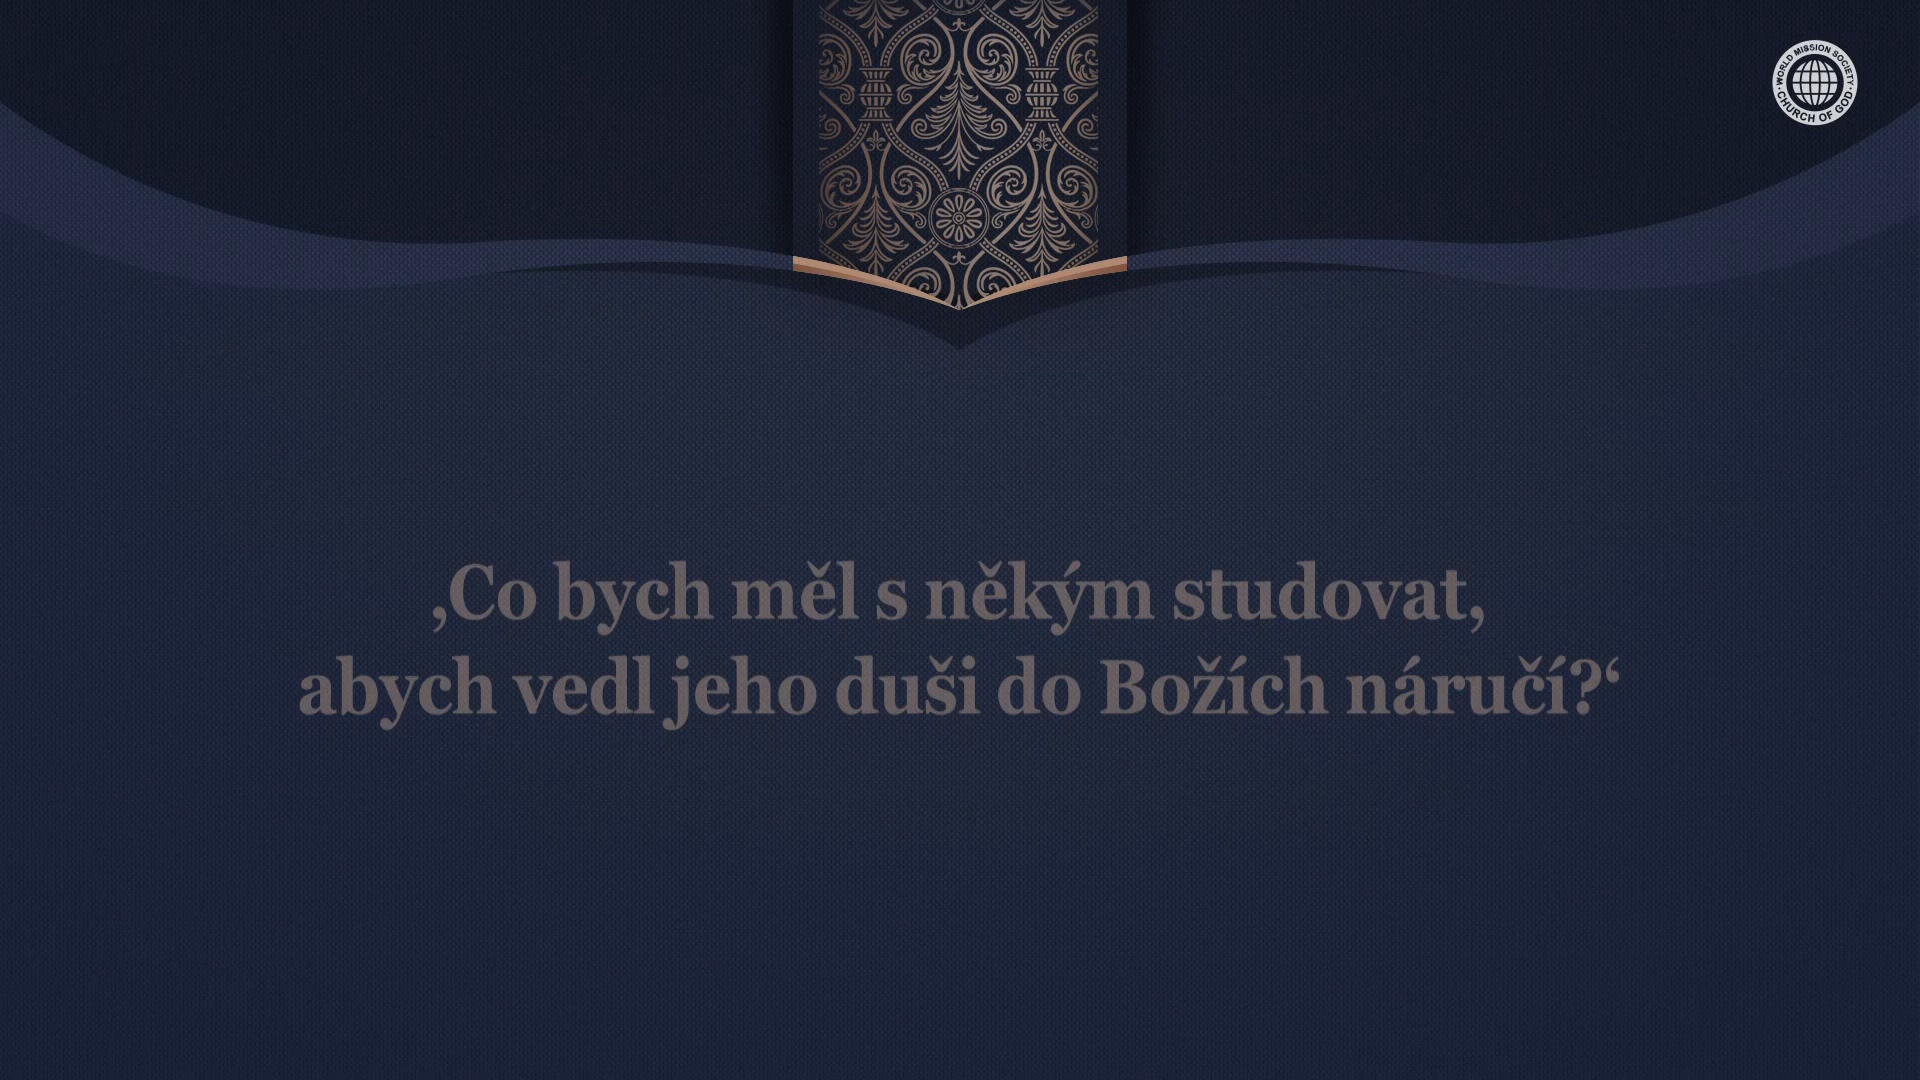 WORLD MISSION SOCIETY
CHURCH OF GOD
‚Co bych měl s někým studovat,
abych vedl jeho duši do Božích náručí?‘